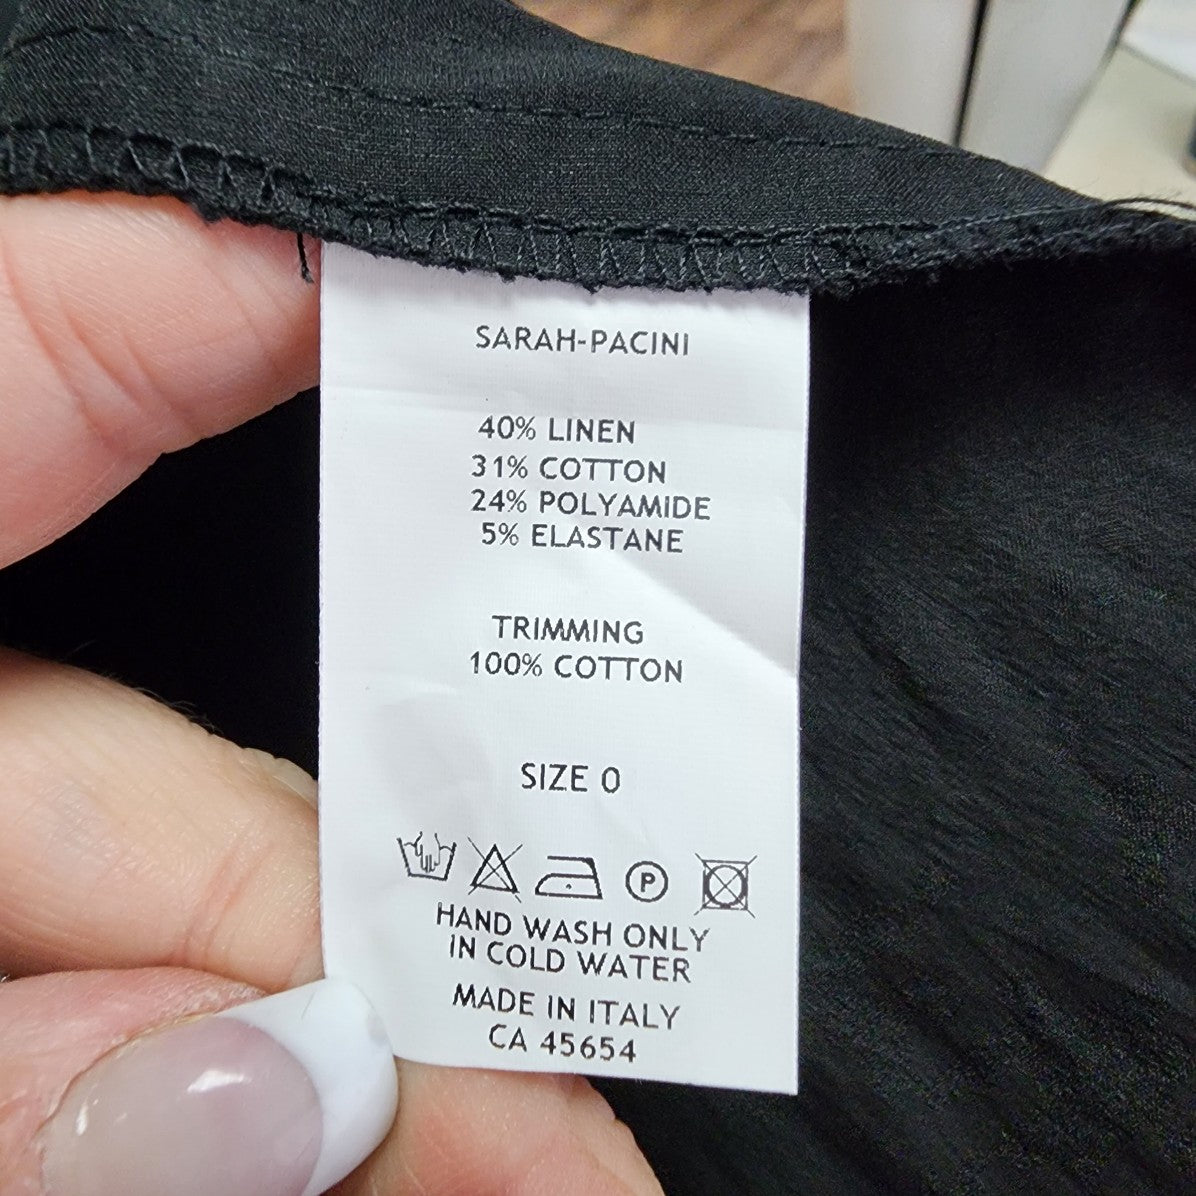 SARAH-PACINI
40% LINEN
31% COTTON
24% POLYAMIDE
5% ELASTANE
TRIMMING
100% COTTON
SIZE 0
P
HAND WASH ONLY
IN COLD WATER
MADE IN ITALY
CA 45654